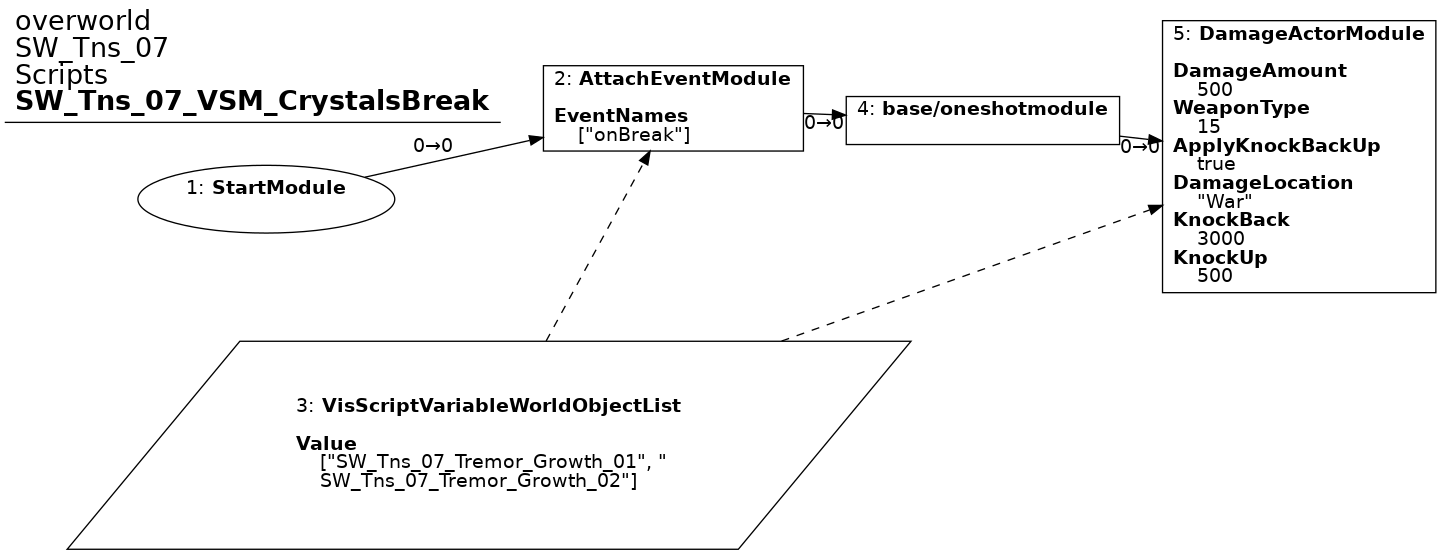 overworld
SW_Tns_07
Scripts
SW_Tns_07_VSM_CrystalsBreak
1: StartModule
0→0
2: AttachEventModule
EventNames
["onBreak"]
0→0
4: base/oneshotmodule
0→0
5: DamageActorModule
DamageAmount
500
WeaponType
15
ApplyKnockBackUp
true
DamageLocation
"War"
KnockBack
3000
KnockUp
500
3: VisScriptVariableWorldObjectList
Value
["SW_Tns_07_Tremor_Growth_01", "
SW_Tns_07_Tremor_Growth_02"]